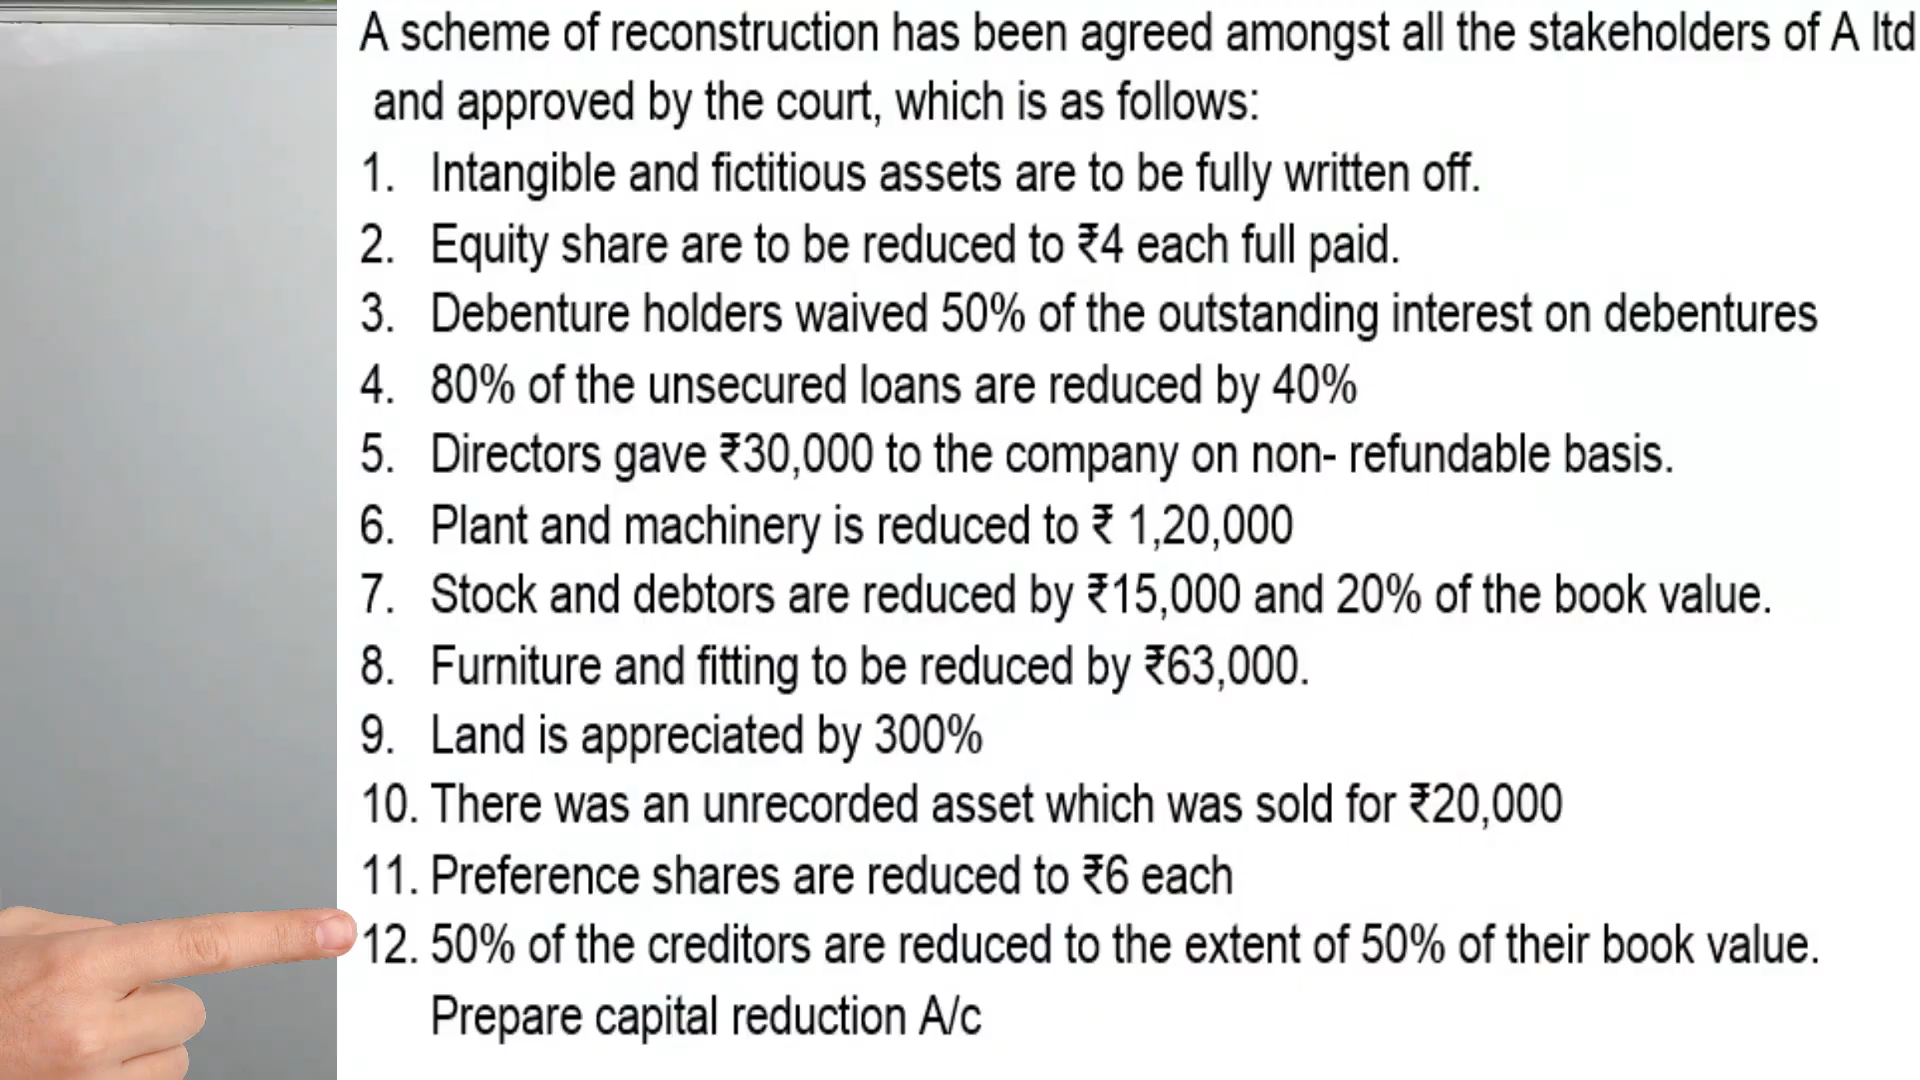 A scheme of reconstruction has been agreed amongst all the stakeholders of A ltd
and approved by the court, which is as follows:
1. Intangible and fictitious assets are to be fully written off.
2. Equity share are to be reduced to ₹4 each full paid.
3. Debenture holders waived 50% of the outstanding interest on debentures
4. 80% of the unsecured loans are reduced by 40%
5. Directors gave ₹30,000 to the company on non- refundable basis.
6. Plant and machinery is reduced to ₹ 1,20,000
7. Stock and debtors are reduced by ₹15,000 and 20% of the book value.
8. Furniture and fitting to be reduced by ₹63,000.
9. Land is appreciated by 300%
10. There was an unrecorded asset which was sold for ₹20,000
11. Preference shares are reduced to ₹6 each
12. 50% of the creditors are reduced to the extent of 50% of their book value.
Prepare capital reduction A/c